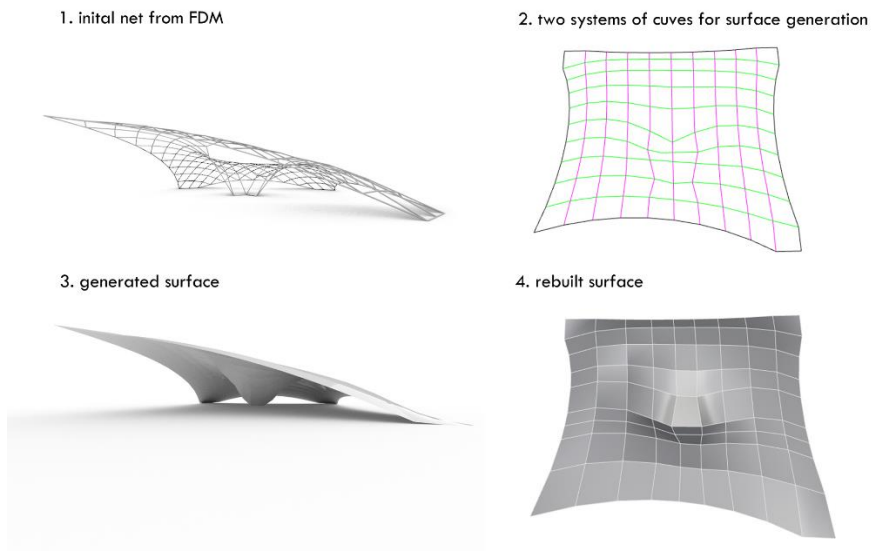 1. inital net from FDM
2. two systems of cuves for surface generation
3. generated surface
4. rebuilt surface